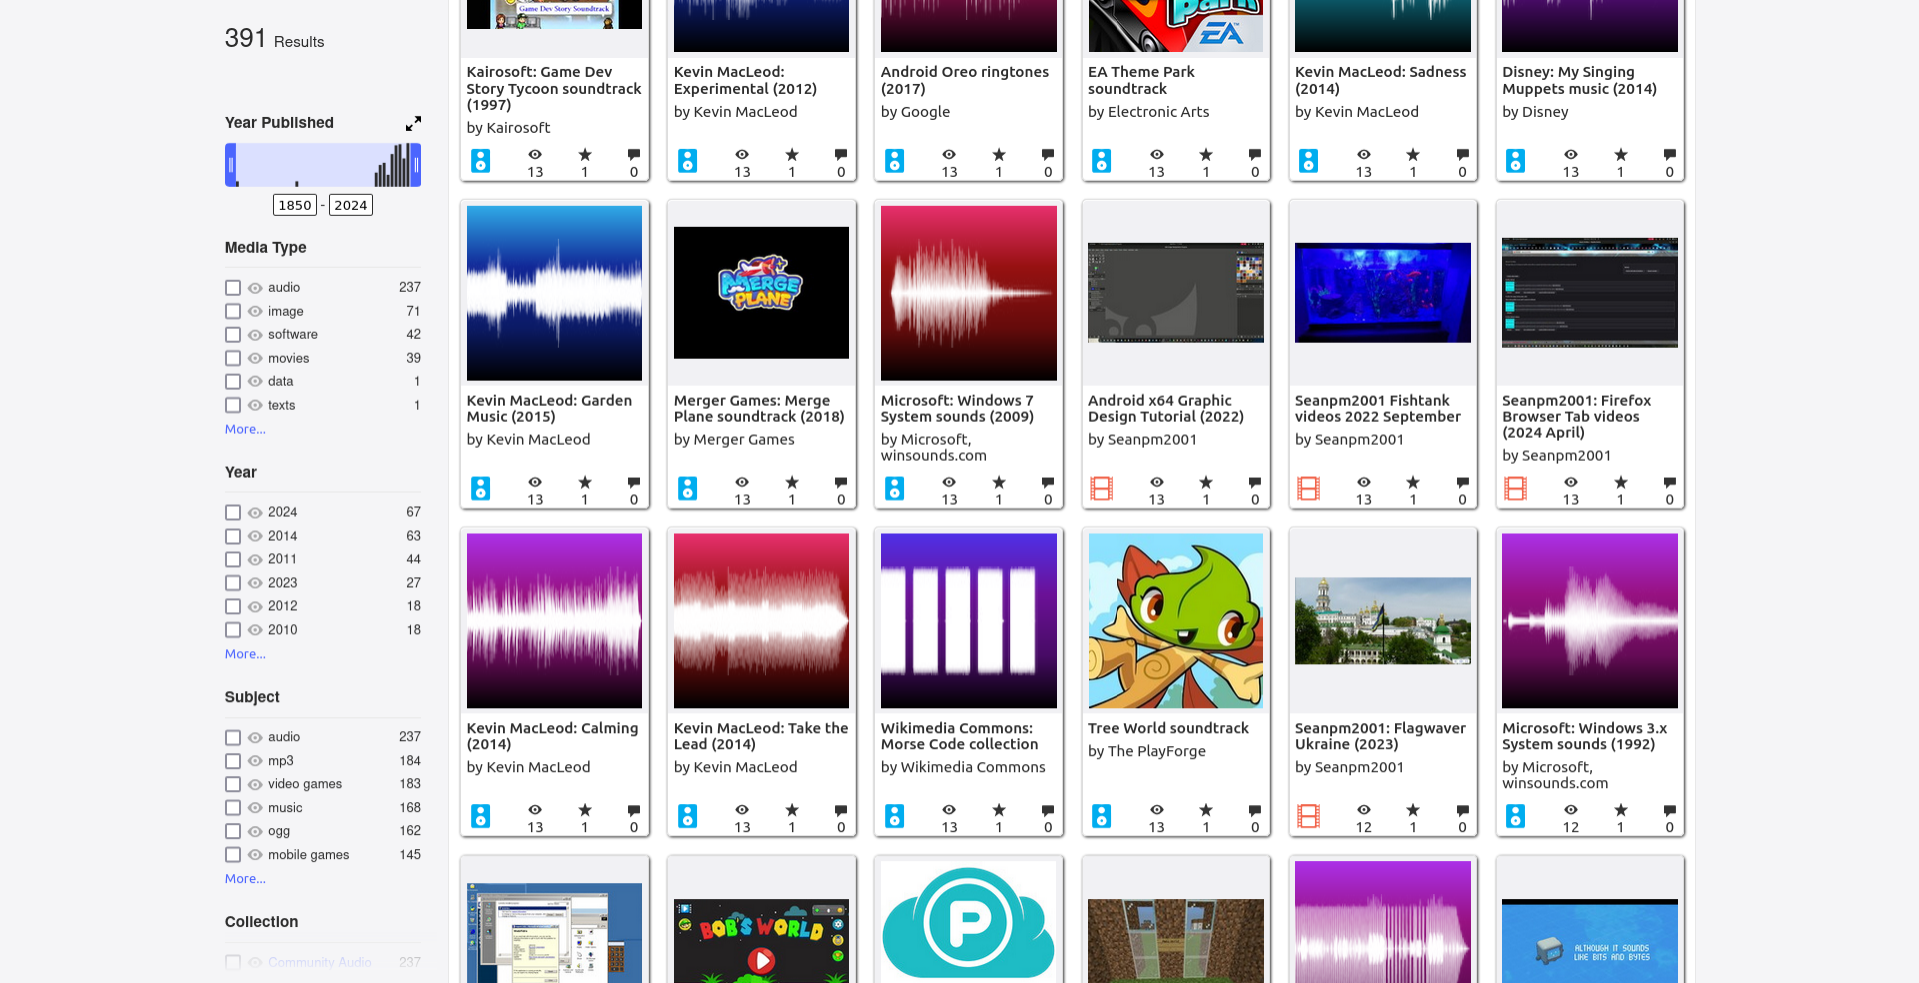 391 Results
Year Published
1850 - 2024
Media Type
audio 237
image 71
software 42
movies 39
data 1
texts 1
More...
Year
2024 67
2014 63
2011 44
2023 27
2012 18
2010 18
More...
Subject
audio 237
mp3 184
video games 183
music 168
ogg 162
mobile games 145
More...
Collection
Community Audio 237
Game Dev Story Soundtrack
Park
EA
Kairosoft: Game Dev
Story Tycoon soundtrack
(1997)
by Kairosoft
13 1 0
Kevin MacLeod:
Experimental (2012)
by Kevin MacLeod
13 1 0
Android Oreo ringtones
(2017)
by Google
13 1 0
EA Theme Park
soundtrack
by Electronic Arts
13 1 0
Kevin MacLeod: Sadness
(2014)
by Kevin MacLeod
13 1 0
Disney: My Singing
Muppets music (2014)
by Disney
13 1 0
Kevin MacLeod: Garden
Music (2015)
by Kevin MacLeod
13 1 0
MERGE
PLANE
Merger Games: Merge
Plane soundtrack (2018)
by Merger Games
13 1 0
Microsoft: Windows 7
System sounds (2009)
by Microsoft,
winsounds.com
13 1 0
Android x64 Graphic
Design Tutorial (2022)
by Seanpm2001
13 1 0
Seanpm2001 Fishtank
videos 2022 September
by Seanpm2001
13 1 0
Seanpm2001: Firefox
Browser Tab videos
(2024 April)
by Seanpm2001
13 1 0
Kevin MacLeod: Calming
(2014)
by Kevin MacLeod
13 1 0
Kevin MacLeod: Take the
Lead (2014)
by Kevin MacLeod
13 1 0
Wikimedia Commons:
Morse Code collection
by Wikimedia Commons
13 1 0
Tree World soundtrack
by The PlayForge
13 1 0
Seanpm2001: Flagwaver
Ukraine (2023)
by Seanpm2001
12 1 0
Microsoft: Windows 3.x
System sounds (1992)
by Microsoft,
winsounds.com
12 1 0
BOB'S WORLD
P
ALTHOUGH IT SOUNDS
LIKE BITS AND BYTES